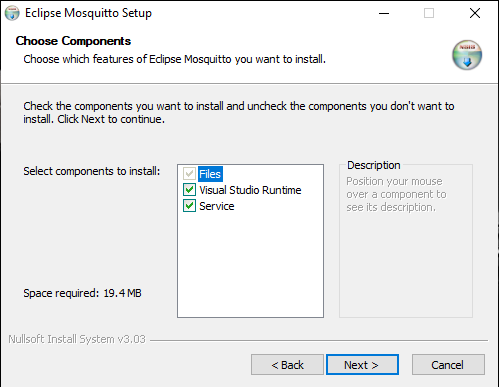 Eclipse Mosquitto Setup
Choose Components
Choose which features of Eclipse Mosquitto you want to install.
Check the components you want to install and uncheck the components you don't want to
install. Click Next to continue.
Select components to install:
Files
Visual Studio Runtime
Service
Description
Position your mouse
over a component to
see its description.
Space required: 19.4 MB
Nullsoft Install System v3.03
< Back
Next >
Cancel